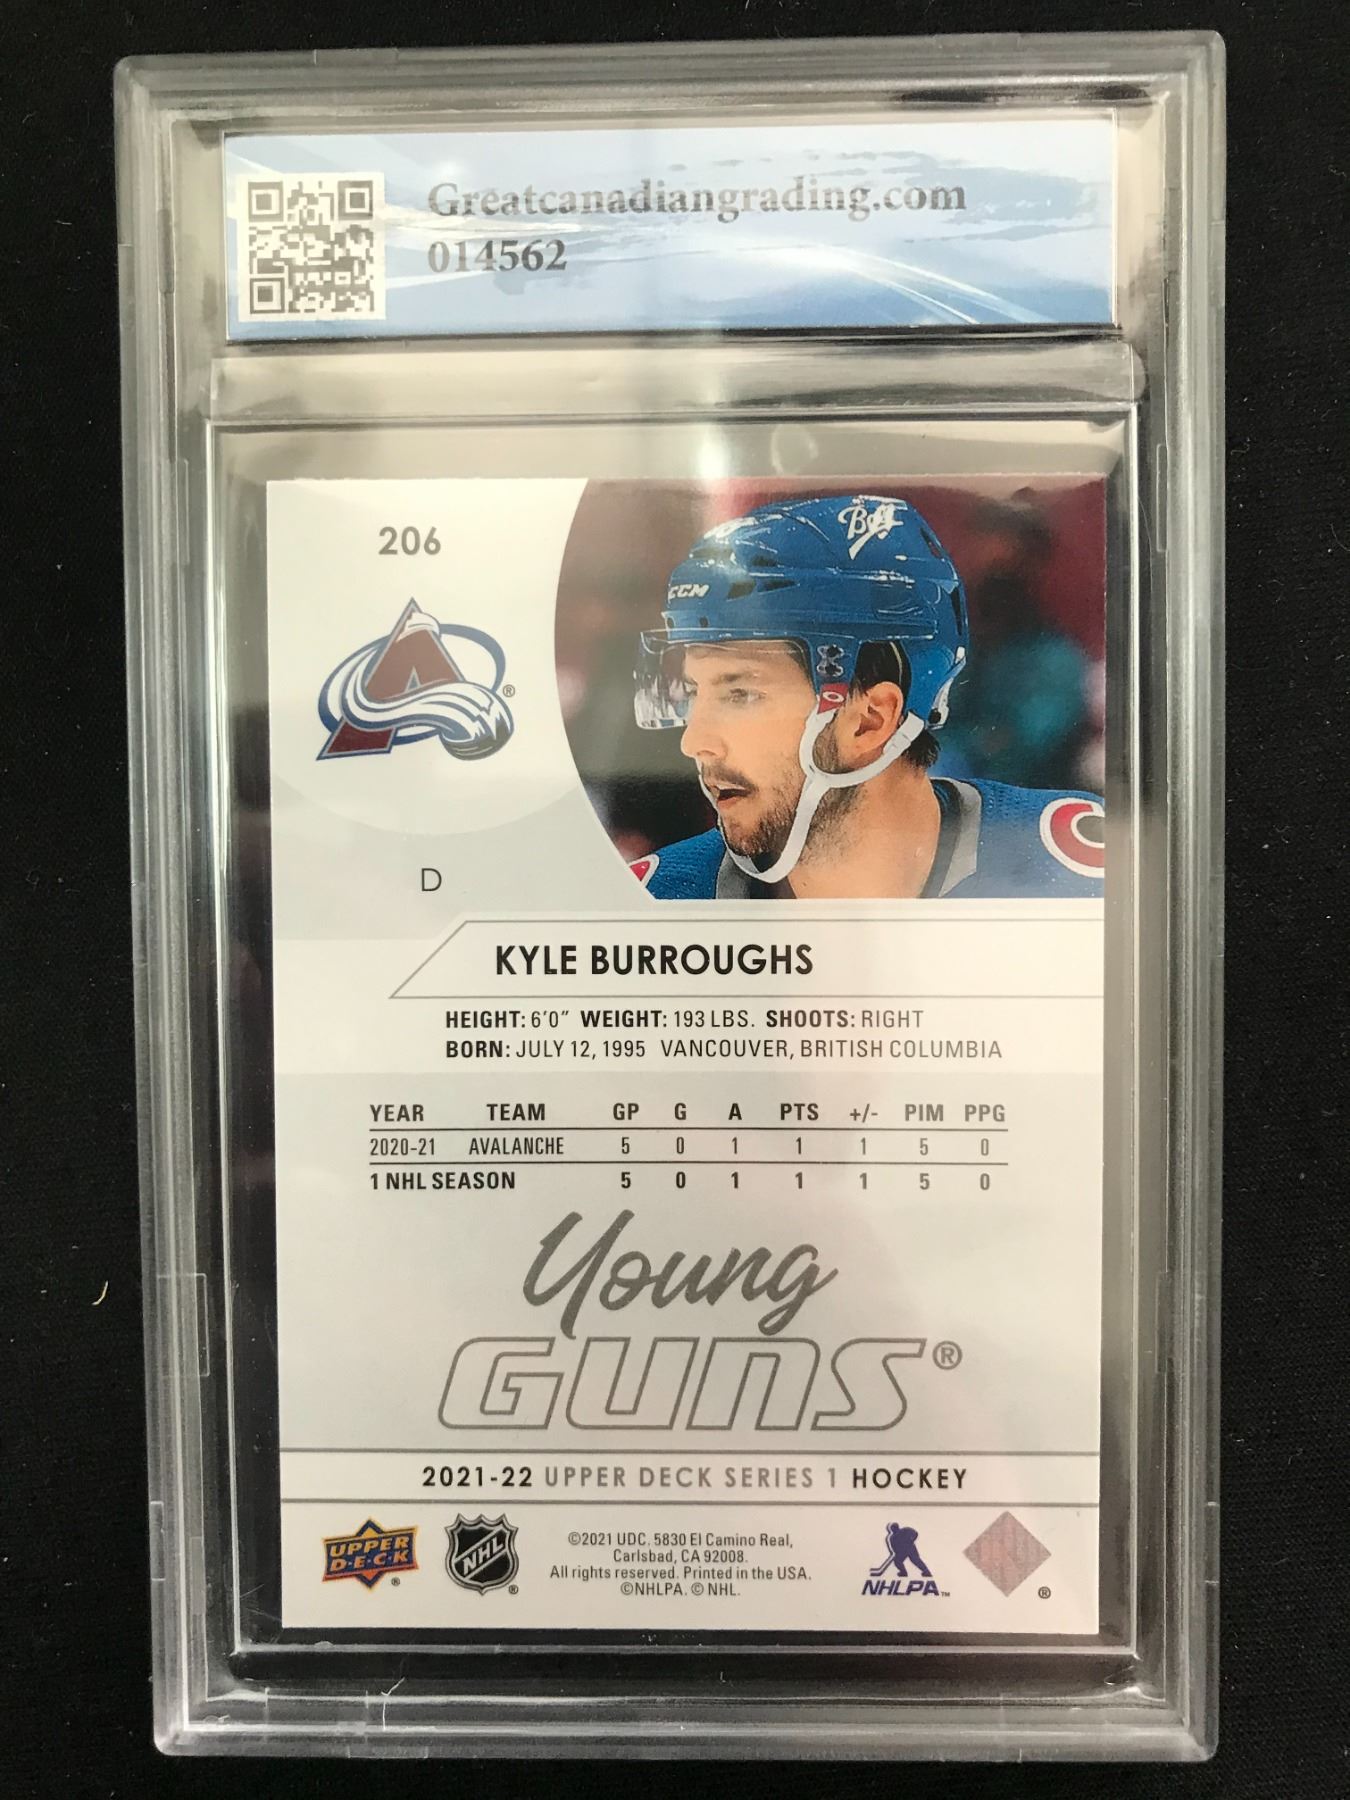 Greatcanadiangrading.com
014562
206
CCM
®
D
KYLE BURROUGHS
HEIGHT: 6'0" WEIGHT: 193 LBS. SHOOTS: RIGHT
BORN: JULY 12, 1995 VANCOUVER, BRITISH COLUMBIA
YEAR TEAM GP G A PTS +/- PIM PPG
2020-21 AVALANCHE 5 0 1 1 1 5 0
1 NHL SEASON 5 0 1 1 1 5 0
Young
GUNS®
2021-22 UPPER DECK SERIES 1 HOCKEY
UPPER
D·E·C·K
®
NHL
®
©2021 UDC. 5830 El Camino Real,
Carlsbad, CA 92008.
All rights reserved. Printed in the USA.
©NHLPA. © NHL.
NHLPA™
®